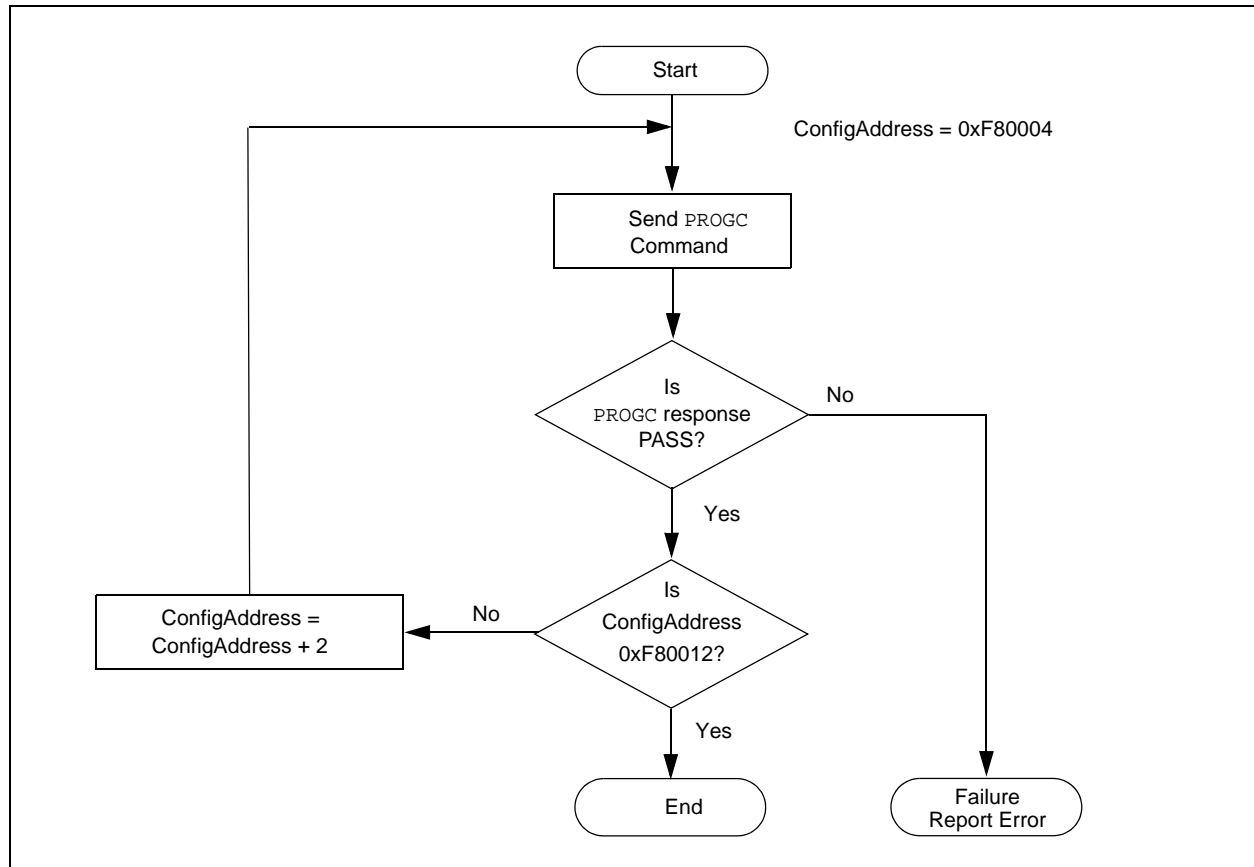 Start
ConfigAddress = 0xF80004
Send PROGC
Command
Is
PROGC response
PASS?
No
Yes
Is
ConfigAddress
0xF80012?
No
ConfigAddress =
ConfigAddress + 2
Yes
End
Failure
Report Error